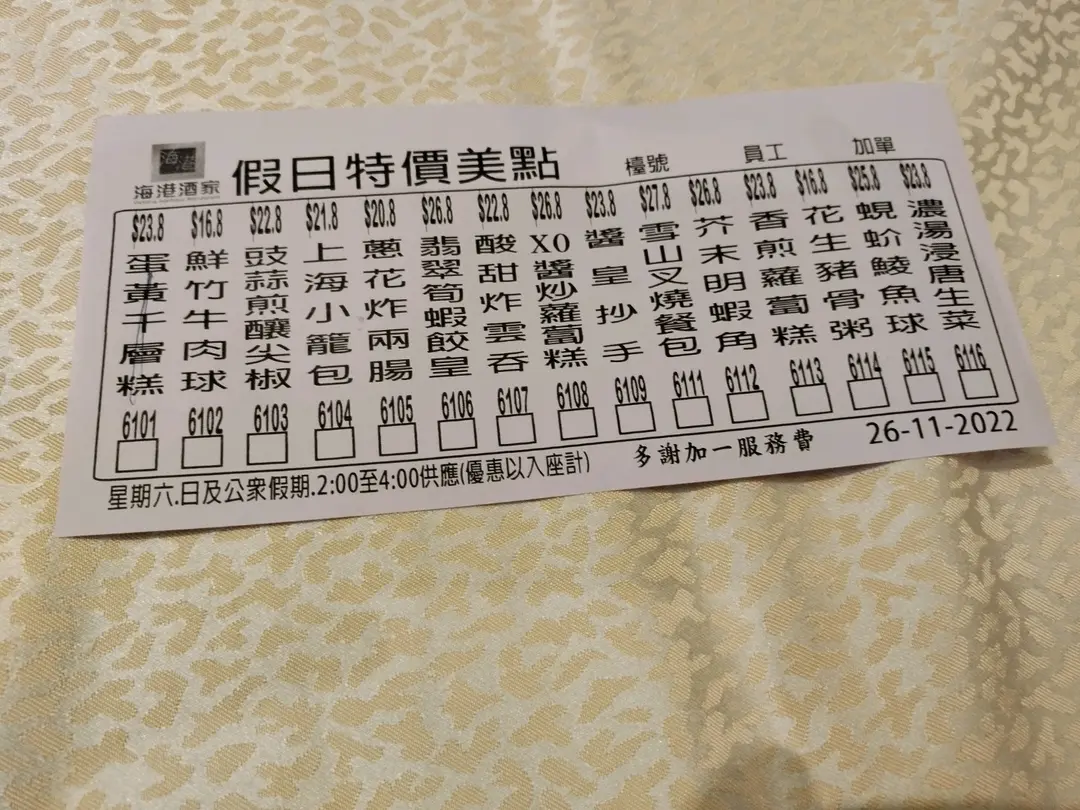 海港酒家
假日特價美點
檯號
員工
加單
$23.8 蛋黃千層糕 6101
$16.8 鮮竹牛肉球 6102
$22.8 豉蒜煎釀尖椒 6103
$21.8 上海小籠包 6104
$20.8 蔥花炸兩腸 6105
$26.8 翡翠筍蝦餃皇 6106
$22.8 酸甜炸雲吞 6107
$26.8 XO醬炒蘿蔔糕 6108
$23.8 醬皇抄手 6109
$27.8 雪山叉燒餐包 6111
$26.8 芥末明蝦角 6112
$23.8 香煎蘿蔔糕 6113
$16.8 花生豬骨粥 6114
$25.8 蜆蚧鯪魚球 6115
$23.8 濃湯浸唐生菜 6116
星期六.日及公眾假期.2:00至4:00供應(優惠以入座計)
多謝加一服務費
26-11-2022